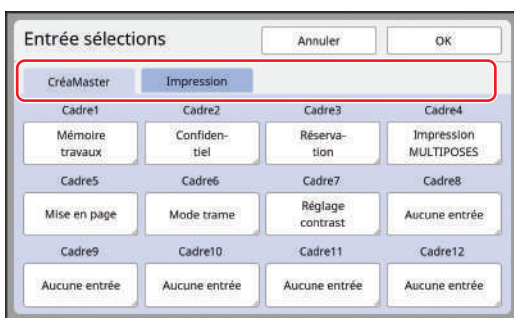 Entrée sélections
Annuler
OK
CréaMaster
Impression
Cadre1
Cadre2
Cadre3
Cadre4
Mémoire
travaux
Confiden-
tiel
Réserva-
tion
Impression
MULTIPOSES
Cadre5
Cadre6
Cadre7
Cadre8
Mise en page
Mode trame
Réglage
contrast
Aucune entrée
Cadre9
Cadre10
Cadre11
Cadre12
Aucune entrée
Aucune entrée
Aucune entrée
Aucune entrée